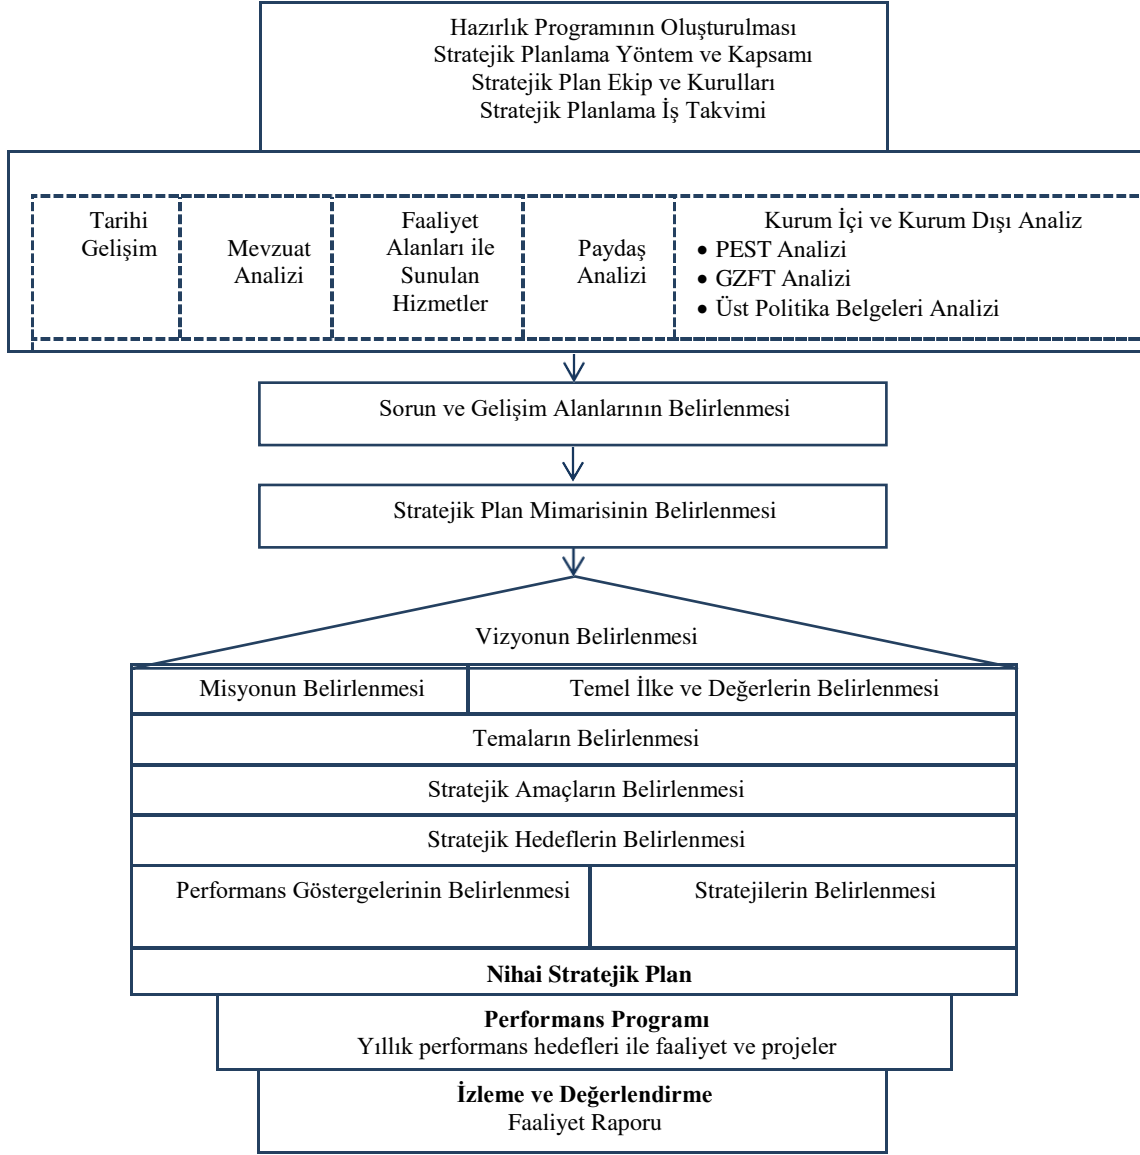 Hazırlık Programının Oluşturulması
Stratejik Planlama Yöntem ve Kapsamı
Stratejik Plan Ekip ve Kurulları
Stratejik Planlama İş Takvimi
Tarihi
Gelişim
Mevzuat
Analizi
Faaliyet
Alanları ile
Sunulan
Hizmetler
Paydaş
Analizi
Kurum İçi ve Kurum Dışı Analiz
• PEST Analizi
• GZFT Analizi
• Üst Politika Belgeleri Analizi
Sorun ve Gelişim Alanlarının Belirlenmesi
Stratejik Plan Mimarisinin Belirlenmesi
Vizyonun Belirlenmesi
Misyonun Belirlenmesi
Temel İlke ve Değerlerin Belirlenmesi
Temaların Belirlenmesi
Stratejik Amaçların Belirlenmesi
Stratejik Hedeflerin Belirlenmesi
Performans Göstergelerinin Belirlenmesi
Stratejilerin Belirlenmesi
Nihai Stratejik Plan
Performans Programı
Yıllık performans hedefleri ile faaliyet ve projeler
İzleme ve Değerlendirme
Faaliyet Raporu